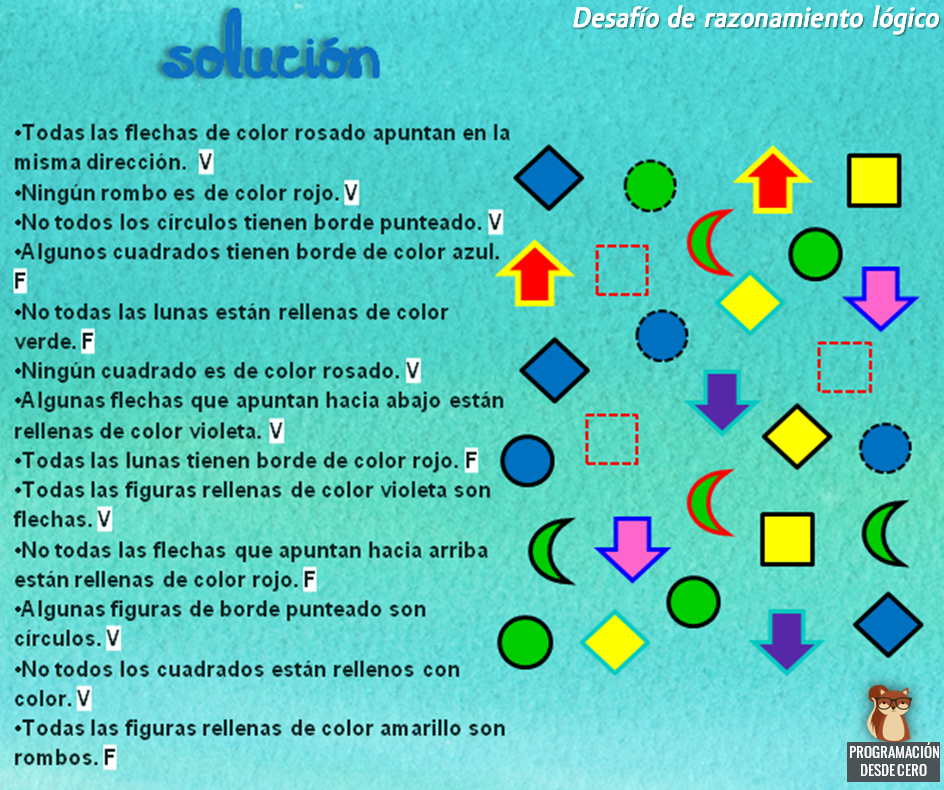 Desafío de razonamiento lógico
solución
•Todas las flechas de color rosado apuntan en la
misma dirección. V
•Ningún rombo es de color rojo. V
•No todos los círculos tienen borde punteado. V
•Algunos cuadrados tienen borde de color azul.
F
•No todas las lunas están rellenas de color
verde. F
•Ningún cuadrado es de color rosado. V
•Algunas flechas que apuntan hacia abajo están
rellenas de color violeta. V
•Todas las lunas tienen borde de color rojo. F
•Todas las figuras rellenas de color violeta son
flechas. V
•No todas las flechas que apuntan hacia arriba
están rellenas de color rojo. F
•Algunas figuras de borde punteado son
círculos. V
•No todos los cuadrados están rellenos con
color. V
•Todas las figuras rellenas de color amarillo son
rombos. F
PROGRAMACIÓN
DESDE CERO